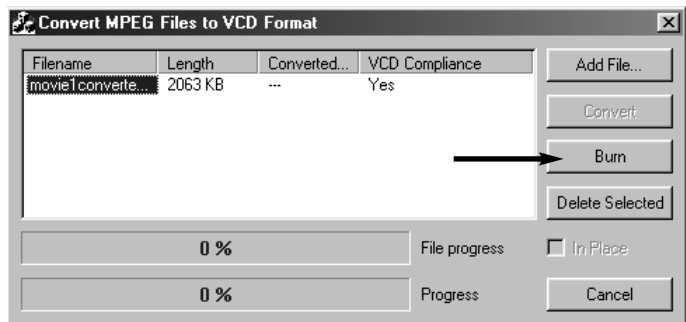 Convert MPEG Files to VCD Format
Filename Length Converted... VCD Compliance
movie1converte... 2063 KB --- Yes
Add File...
Convert
Burn
Delete Selected
0 % File progress In Place
0 % Progress Cancel